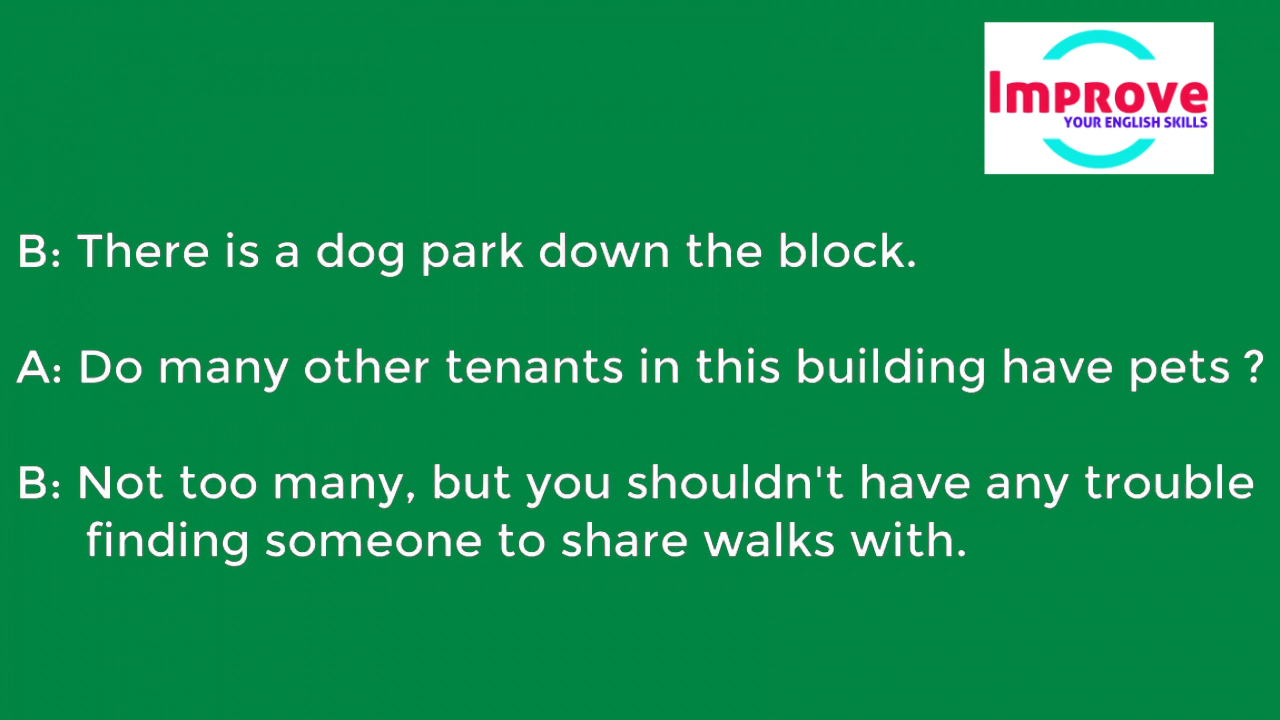 Improve
YOUR ENGLISH SKILLS
B: There is a dog park down the block.
A: Do many other tenants in this building have pets ?
B: Not too many, but you shouldn't have any trouble
finding someone to share walks with.